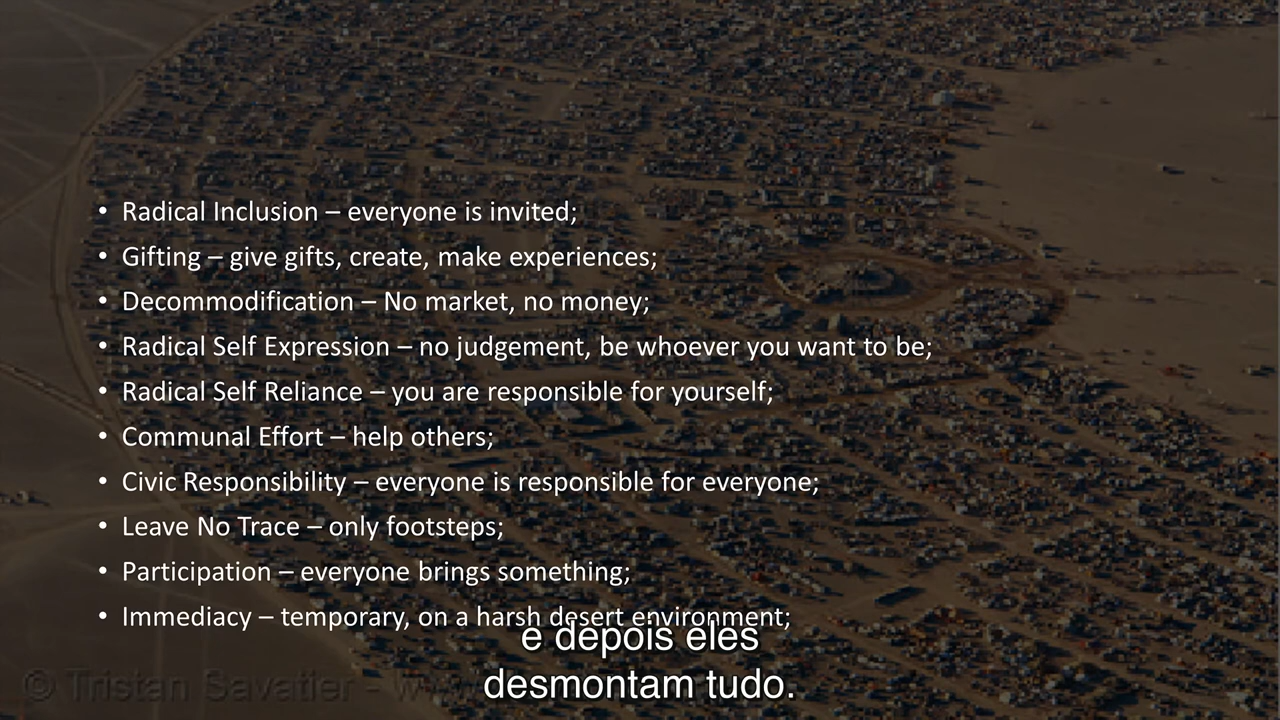 • Radical Inclusion – everyone is invited;
• Gifting – give gifts, create, make experiences;
• Decommodification – No market, no money;
• Radical Self Expression – no judgement, be whoever you want to be;
• Radical Self Reliance – you are responsible for yourself;
• Communal Effort – help others;
• Civic Responsibility – everyone is responsible for everyone;
• Leave No Trace – only footsteps;
• Participation – everyone brings something;
• Immediacy – temporary, on a harsh desert environment;
e depois eles
desmontam tudo.
© Tristan Savatier -